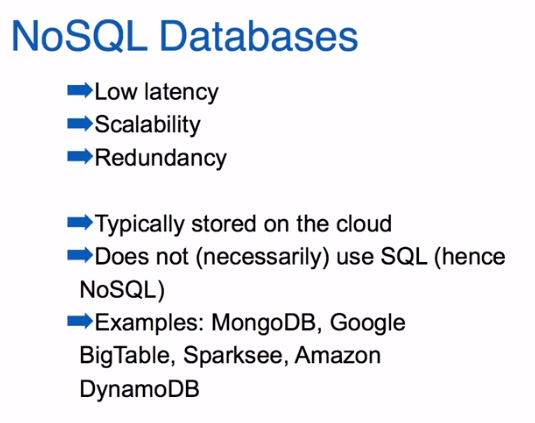 NoSQL Databases
Low latency
Scalability
Redundancy
Typically stored on the cloud
Does not (necessarily) use SQL (hence
NoSQL)
Examples: MongoDB, Google
BigTable, Sparksee, Amazon
DynamoDB